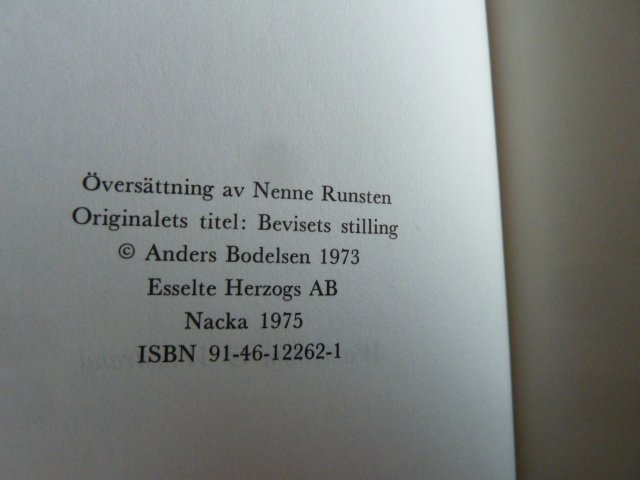 Översättning av Nenne Runsten
Originalets titel: Bevisets stilling
© Anders Bodelsen 1973
Esselte Herzogs AB
Nacka 1975
ISBN 91-46-12262-1